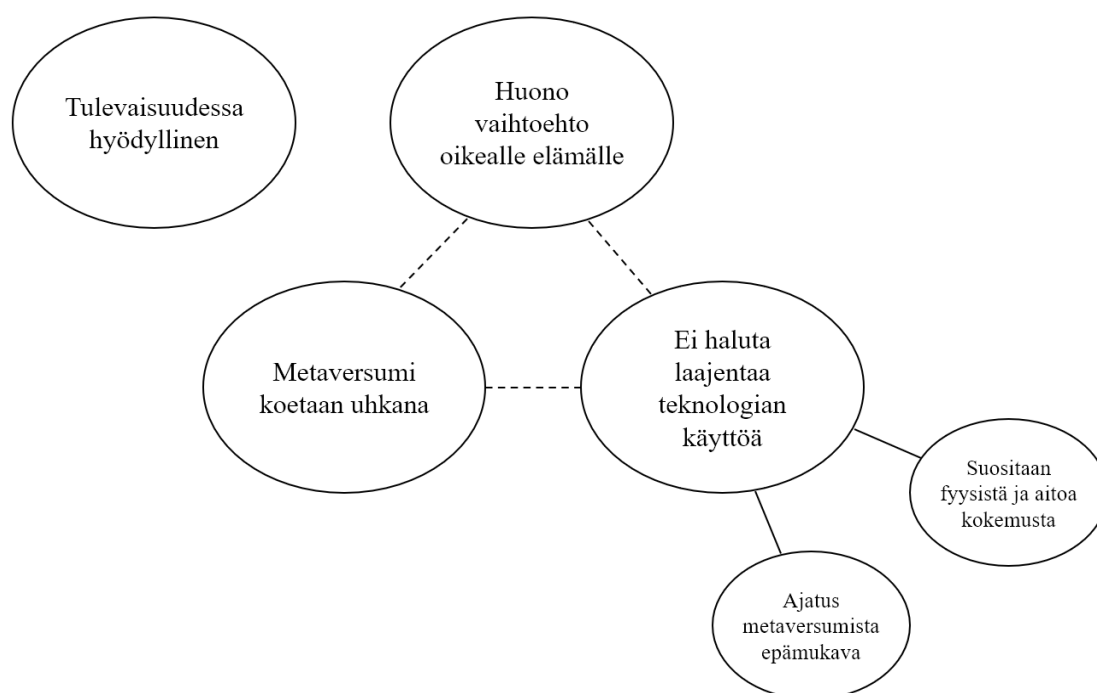 Tulevaisuudessa
hyödyllinen
Huono
vaihtoehto
oikealle elämälle
Metaversumi
koetaan uhkana
Ei haluta
laajentaa
teknologian
käyttöä
Suositaan
fyysistä ja aitoa
kokemusta
Ajatus
metaversumista
epämukava